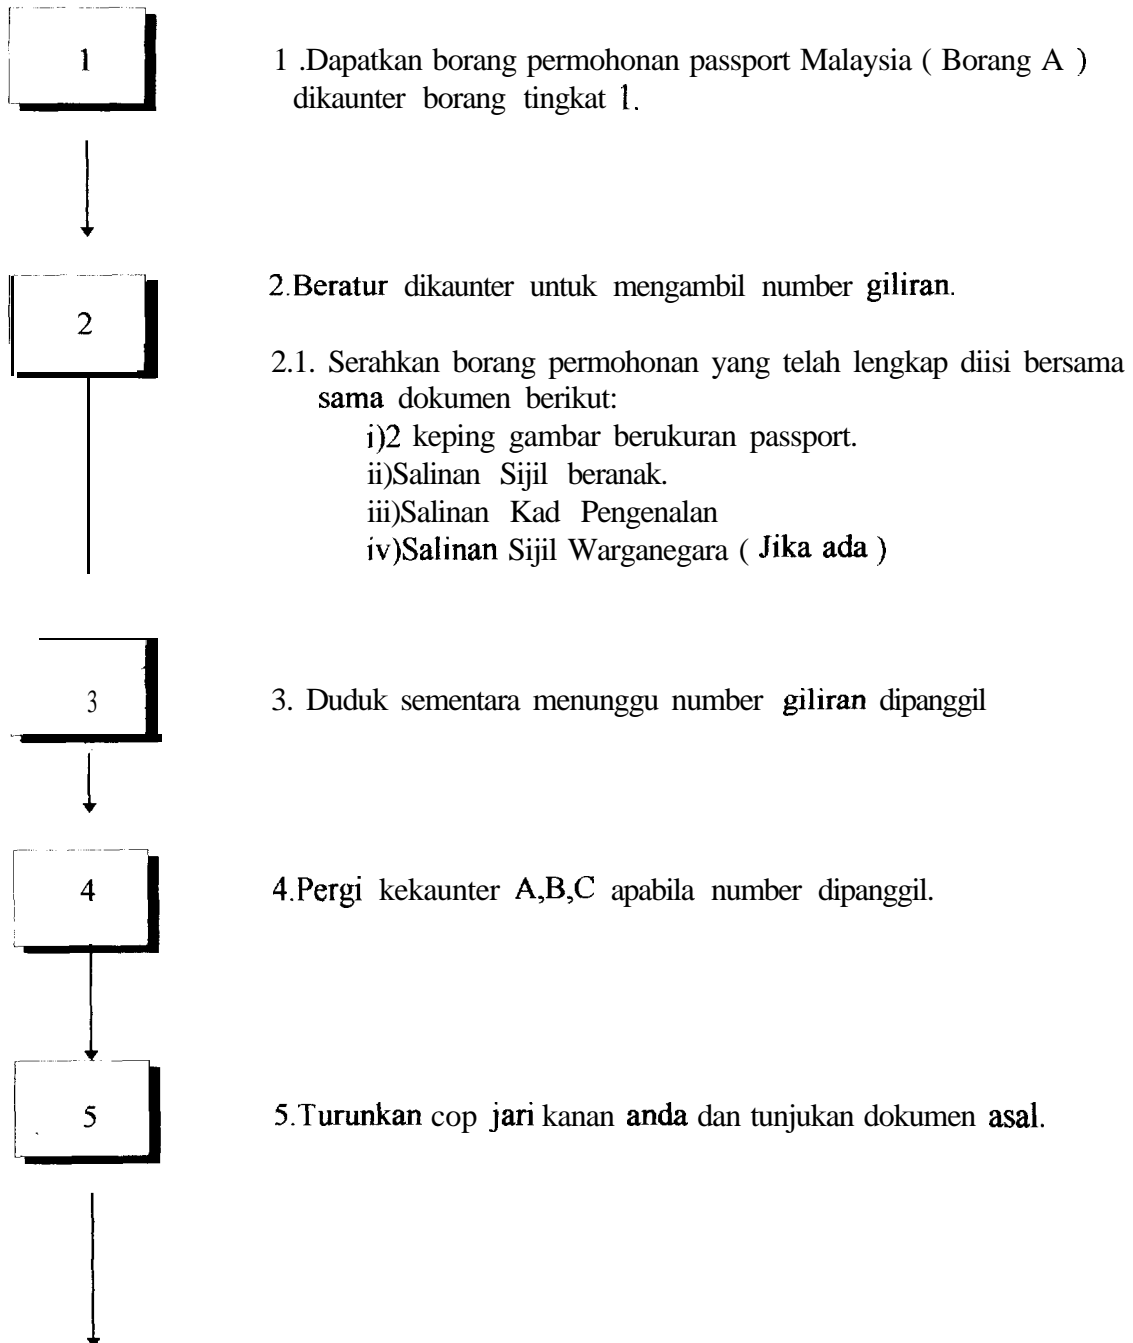 1
1 .Dapatkan borang permohonan passport Malaysia ( Borang A )
dikaunter borang tingkat 1.
2
2.Beratur dikaunter untuk mengambil number giliran.
2.1. Serahkan borang permohonan yang telah lengkap diisi bersama
sama dokumen berikut:
i)2 keping gambar berukuran passport.
ii)Salinan Sijil beranak.
iii)Salinan Kad Pengenalan
iv)Salinan Sijil Warganegara ( Jika ada )
3
3. Duduk sementara menunggu number giliran dipanggil
4
4.Pergi kekaunter A,B,C apabila number dipanggil.
5
5.Turunkan cop jari kanan anda dan tunjukan dokumen asal.